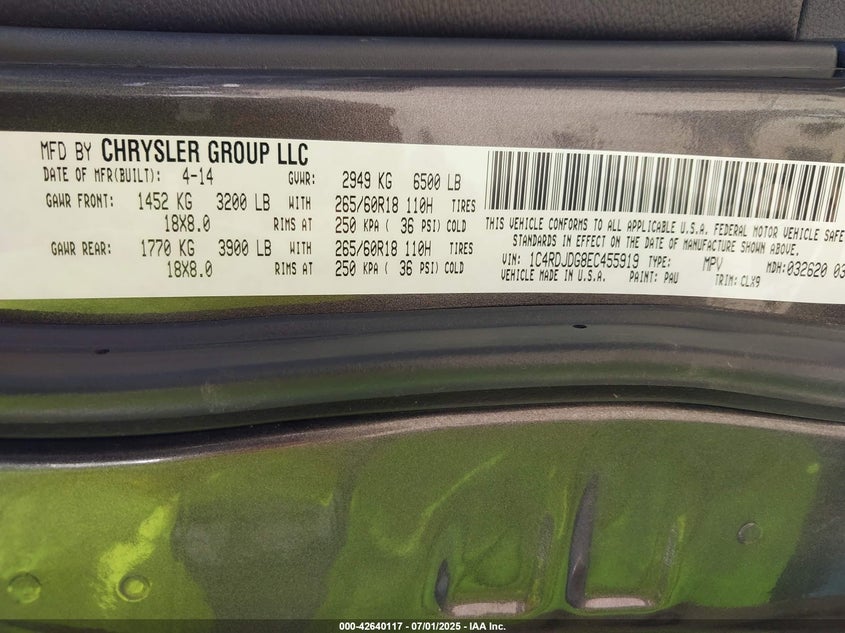 MFD BY CHRYSLER GROUP LLC
DATE OF MFR(BUILT): 4-14 GVWR: 2949 KG 6500 LB
GAWR FRONT: 1452 KG 3200 LB WITH 265/60R18 110H TIRES
18X8.0 RIMS AT 250 KPA ( 36 PSI) COLD
GAWR REAR: 1770 KG 3900 LB WITH 265/60R18 110H TIRES
18X8.0 RIMS AT 250 KPA ( 36 PSI) COLD
THIS VEHICLE CONFORMS TO ALL APPLICABLE U.S.A. FEDERAL MOTOR VEHICLE SAFE
STANDARDS IN EFFECT ON THE DATE OF MANUFACTURE SHOWN ABOVE.
VIN: 1C4RDJDG8EC455919 TYPE: MPV MDH: 032620 03
VEHICLE MADE IN U.S.A. PAINT: PAU TRIM: CLX9
000-42640117 - 07/01/2025 - IAA Inc.